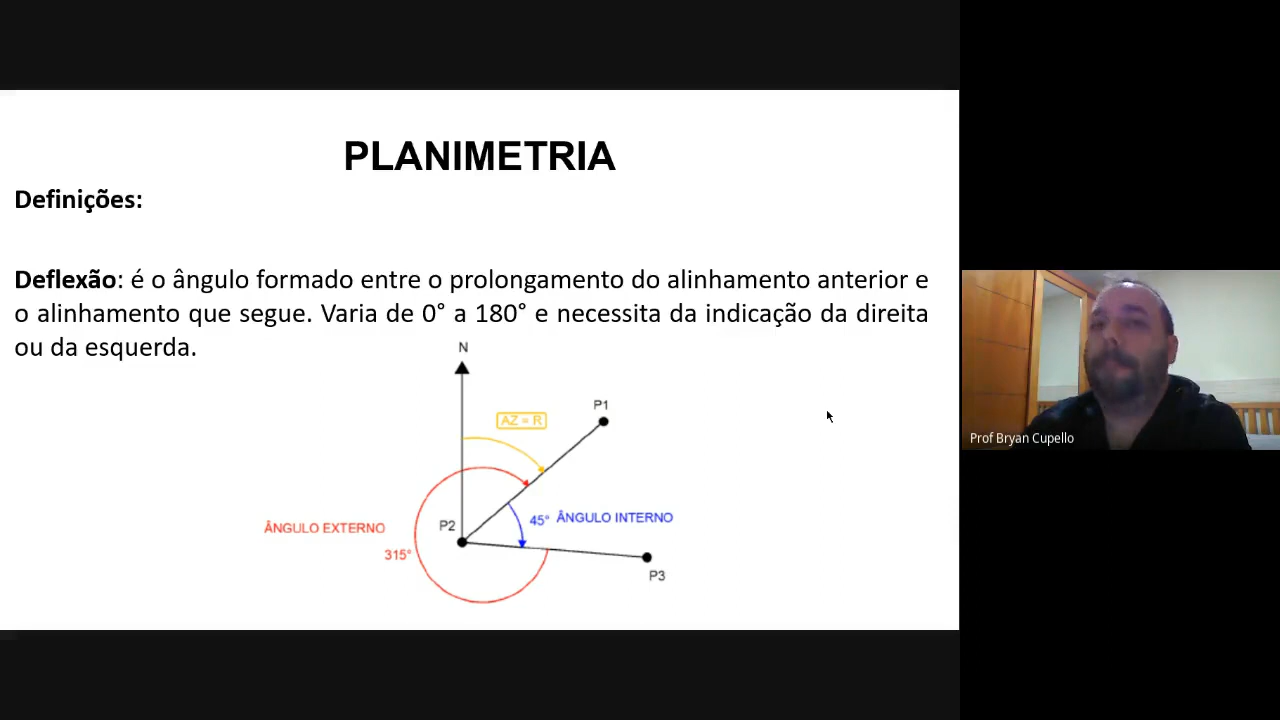 PLANIMETRIA
Definições:
Deflexão: é o ângulo formado entre o prolongamento do alinhamento anterior e
o alinhamento que segue. Varia de 0° a 180° e necessita da indicação da direita
ou da esquerda.
N
P1
AZ = R
P2
45° ÂNGULO INTERNO
ÂNGULO EXTERNO
315°
P3
Prof Bryan Cupello